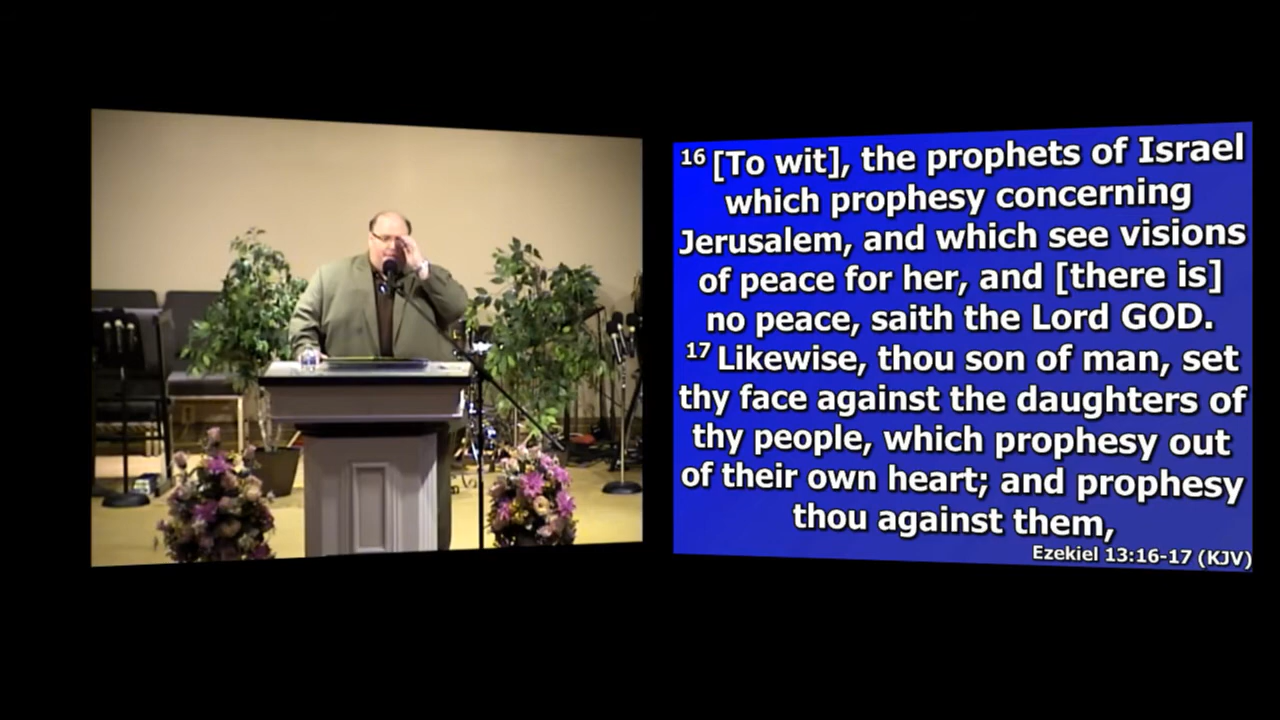 16 [To wit], the prophets of Israel
which prophesy concerning
Jerusalem, and which see visions
of peace for her, and [there is]
no peace, saith the Lord GOD.
17 Likewise, thou son of man, set
thy face against the daughters of
thy people, which prophesy out
of their own heart; and prophesy
thou against them,
Ezekiel 13:16-17 (KJV)